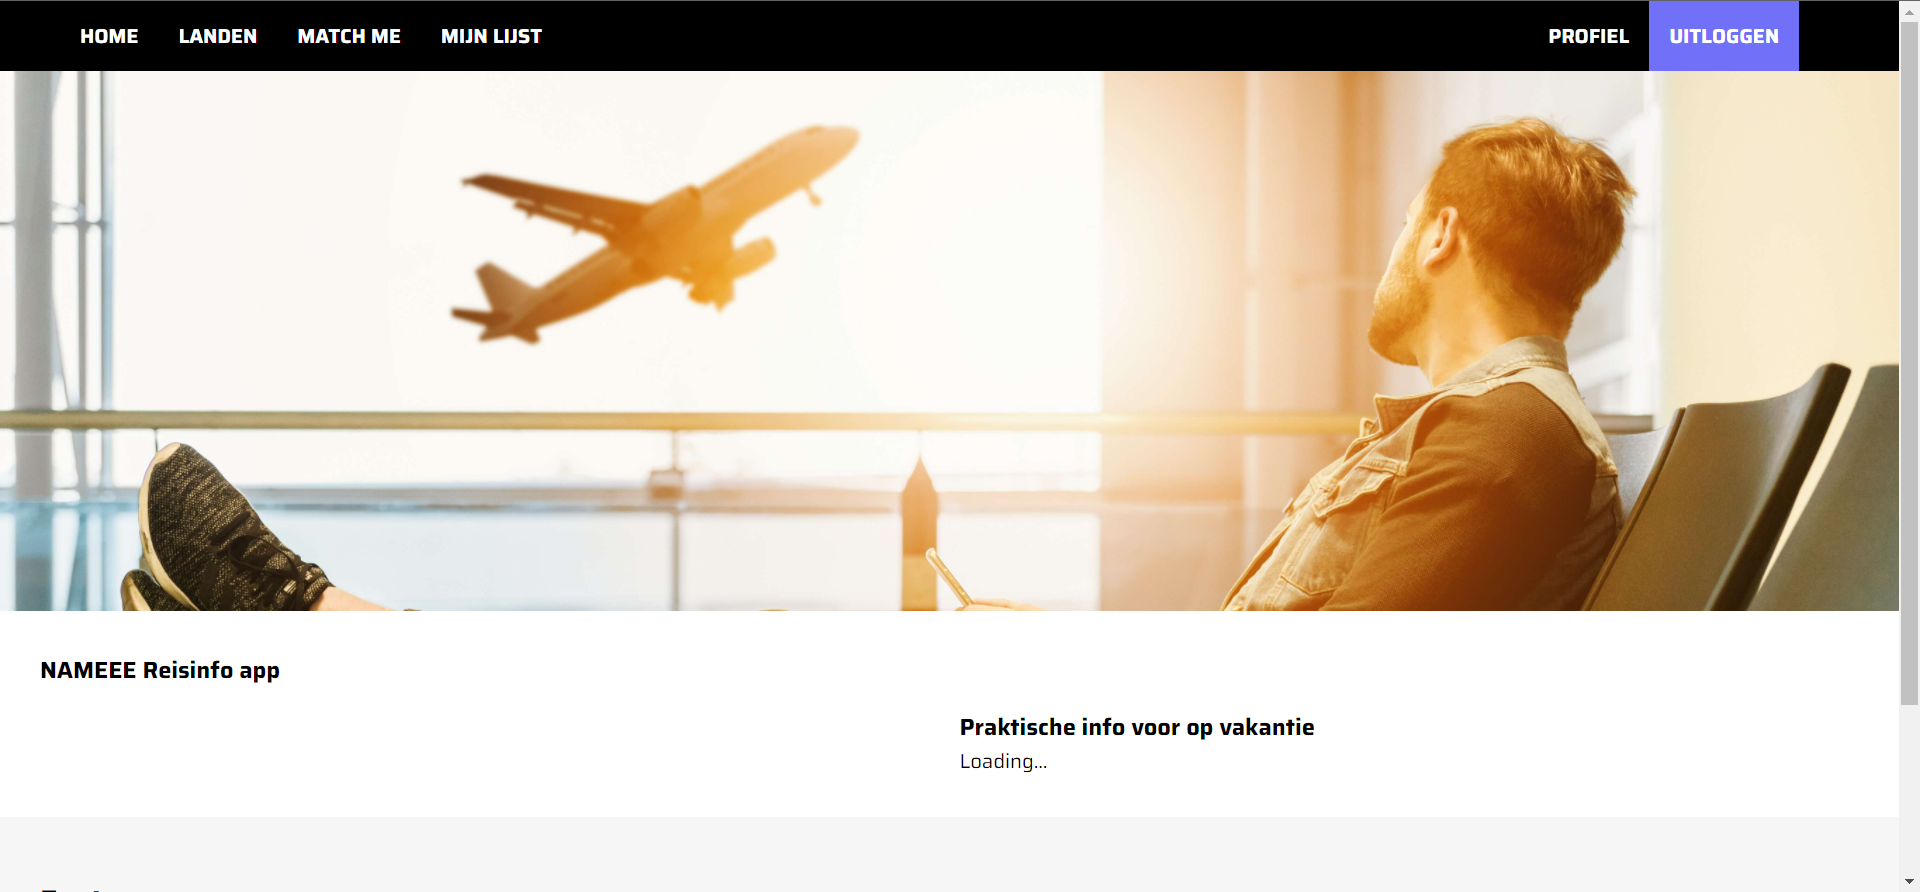 HOME LANDEN MATCH ME MIJN LIJST PROFIEL UITLOGGEN
NAMEEE Reisinfo app
Praktische info voor op vakantie
Loading...